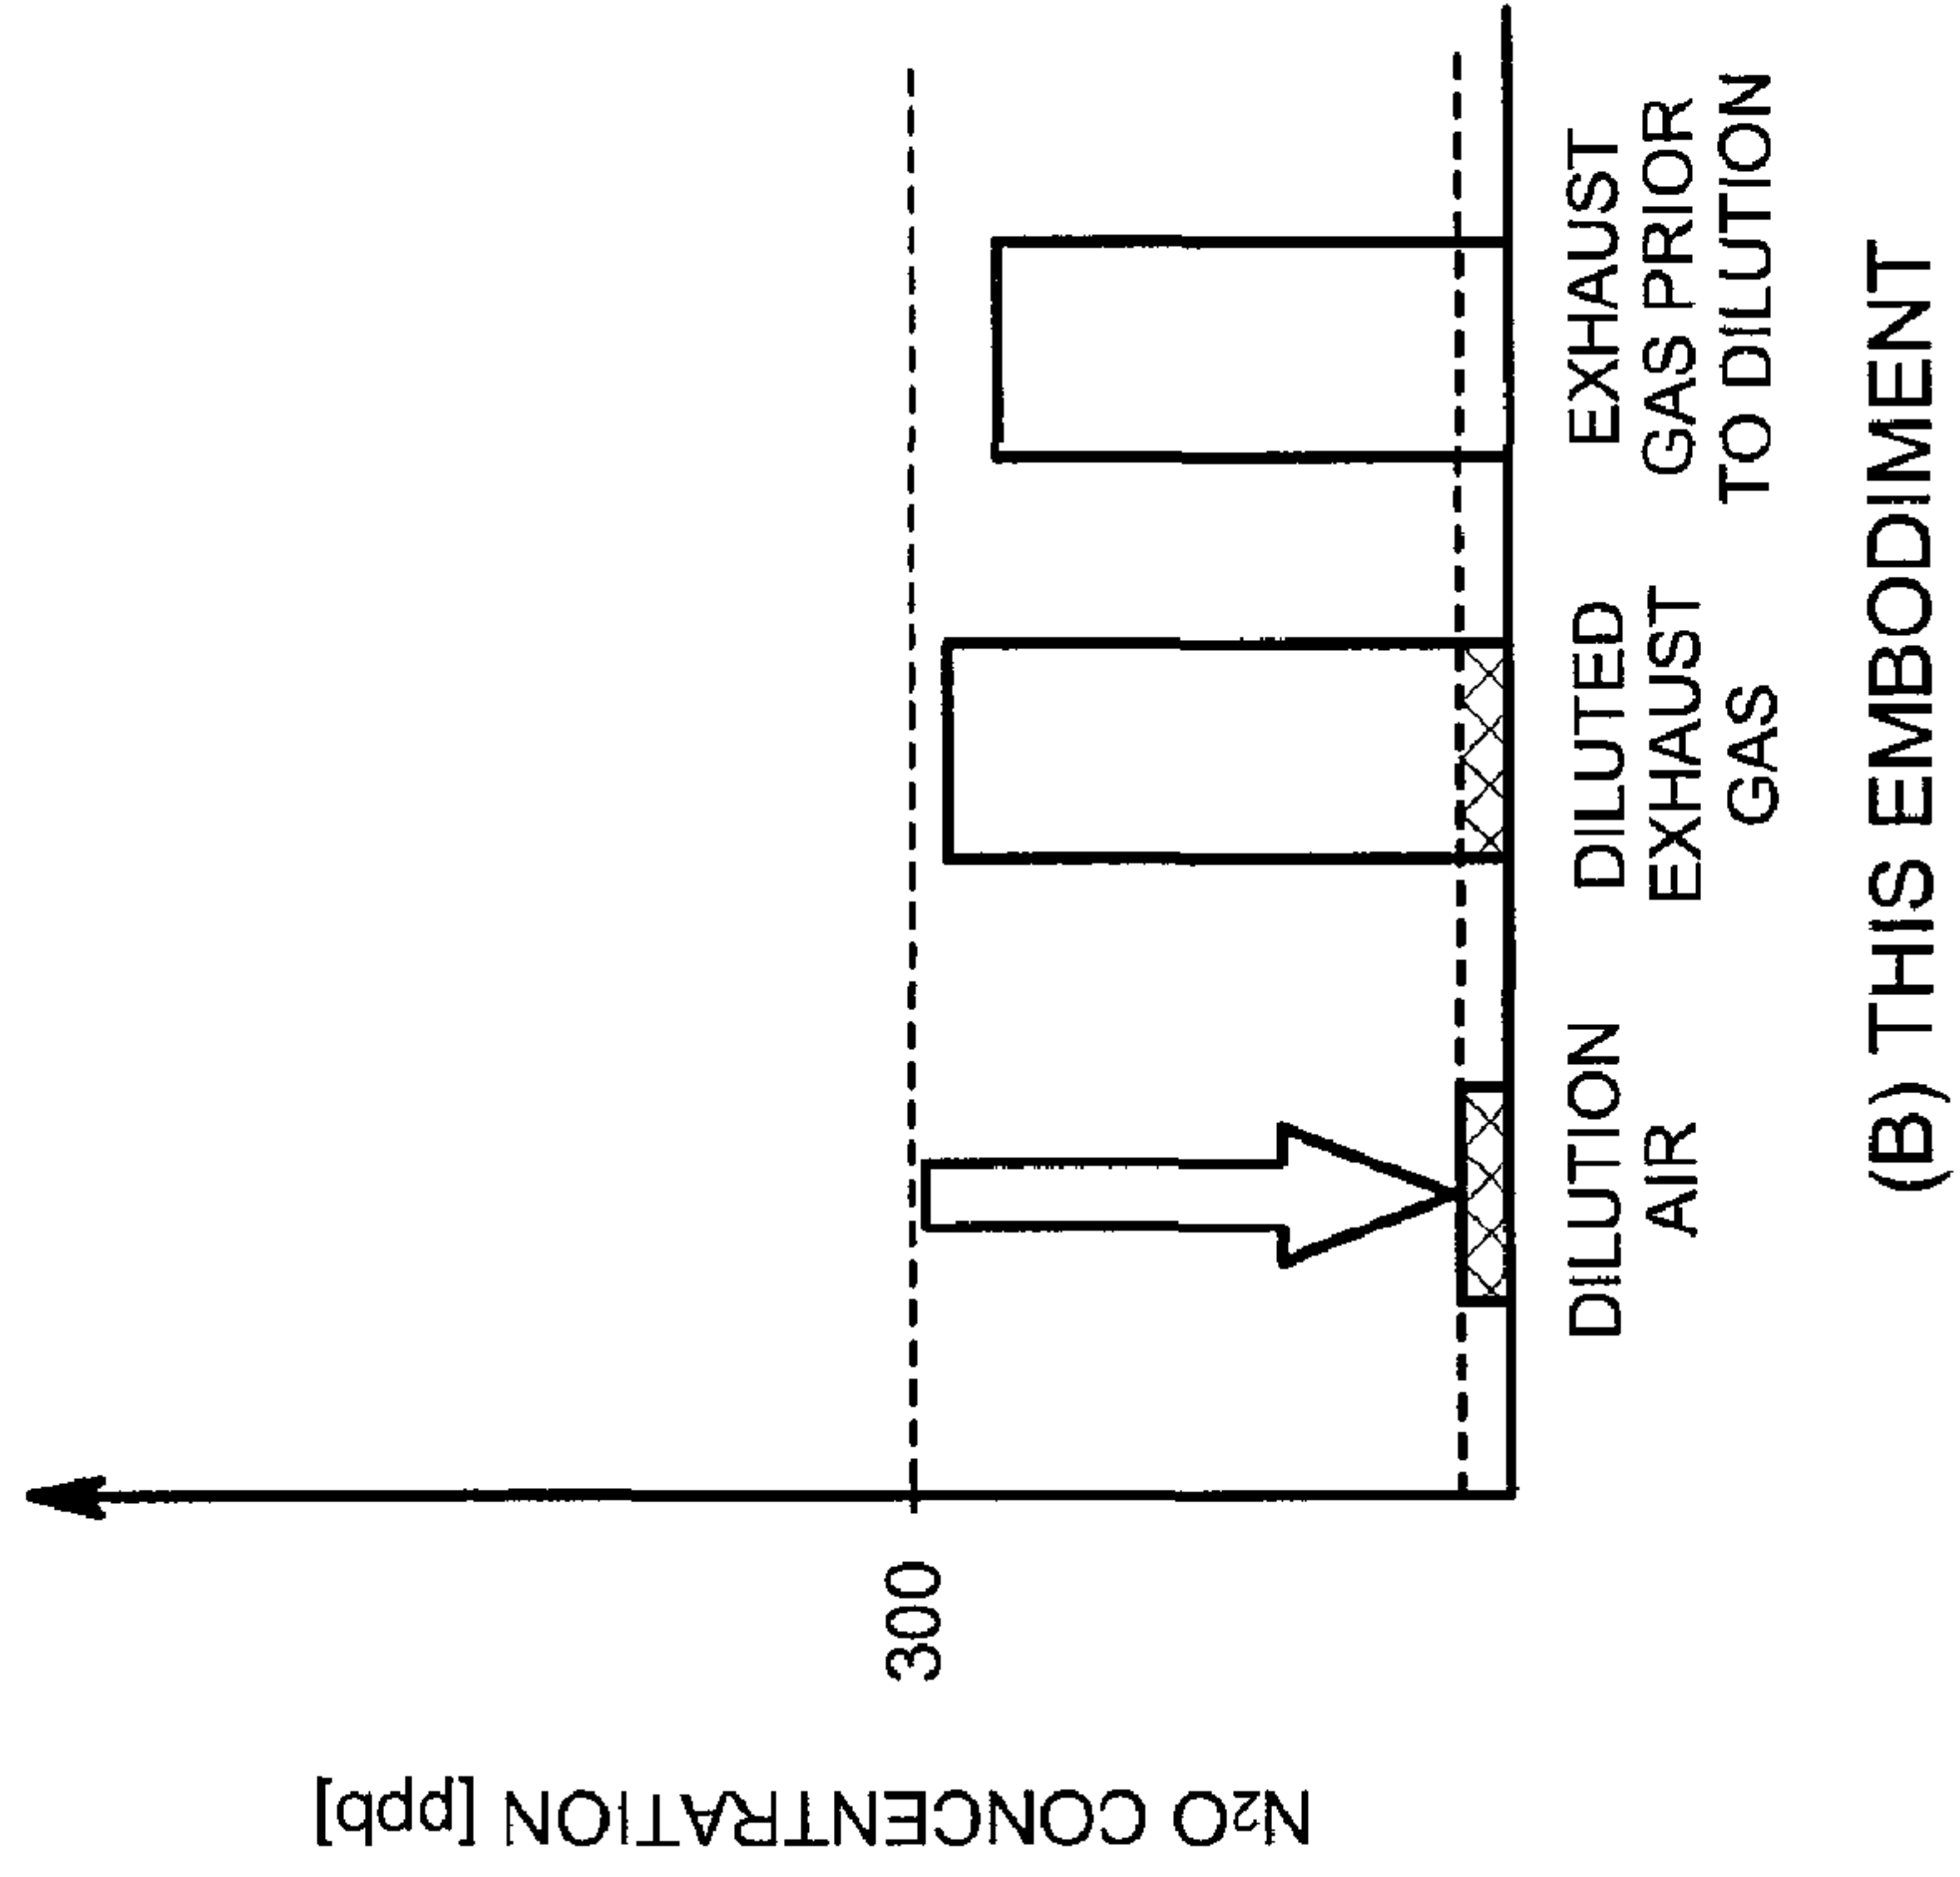 N2O CONCENTRATION [ppb]
300
DILUTION
AIR
DILUTED
EXHAUST
GAS
EXHAUST
GAS PRIOR
TO DILUTION
(B) THIS EMBODIMENT